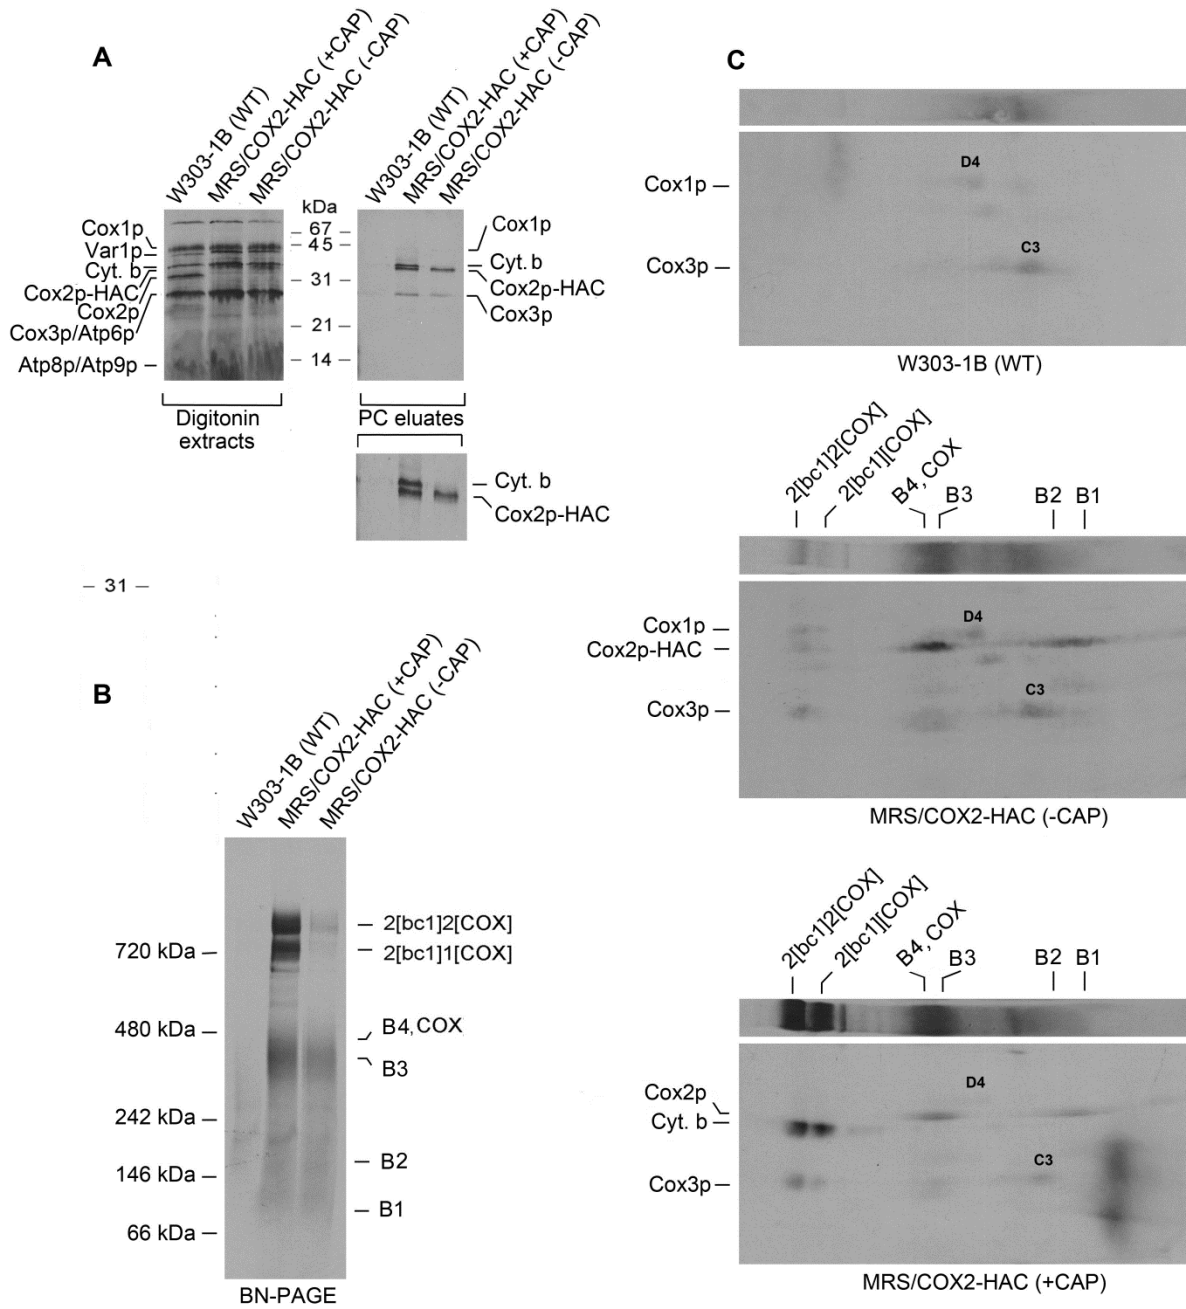 A
W303-1B (WT)
MRS/COX2-HAC (+CAP)
MRS/COX2-HAC (-CAP)
W303-1B (WT)
MRS/COX2-HAC (+CAP)
MRS/COX2-HAC (-CAP)
kDa
Cox1p
Var1p
Cyt. b
Cox2p-HAC
Cox2p
Cox3p/Atp6p
Atp8p/Atp9p –
– 67 –
– 45 –
– 31 –
– 21 –
– 14 –
Cox1p
Cyt. b
Cox2p-HAC
Cox3p
Digitonin
extracts
PC eluates
– Cyt. b
Cox2p-HAC
– 31 –
B
W303-1B (WT)
MRS/COX2-HAC (+CAP)
MRS/COX2-HAC (-CAP)
720 kDa –
480 kDa –
242 kDa –
146 kDa –
66 kDa –
– 2[bc1]2[COX]
– 2[bc1]1[COX]
B4,COX
B3
– B2
– B1
BN-PAGE
C
D4
Cox1p –
C3
Cox3p –
W303-1B (WT)
2[bc1]2[COX]
2[bc1][COX]
B4, COX
B3
B2
B1
Cox1p –
D4
Cox2p-HAC –
C3
Cox3p –
MRS/COX2-HAC (-CAP)
2[bc1]2[COX]
2[bc1][COX]
B4, COX
B3
B2
B1
D4
Cox2p
Cyt. b –
C3
Cox3p –
MRS/COX2-HAC (+CAP)